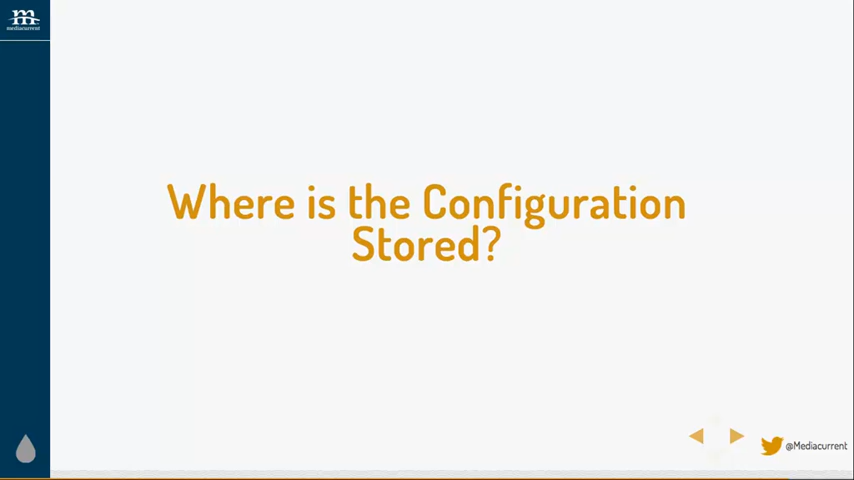 m
mediacurrent
Where is the Configuration
Stored?
@Mediacurrent